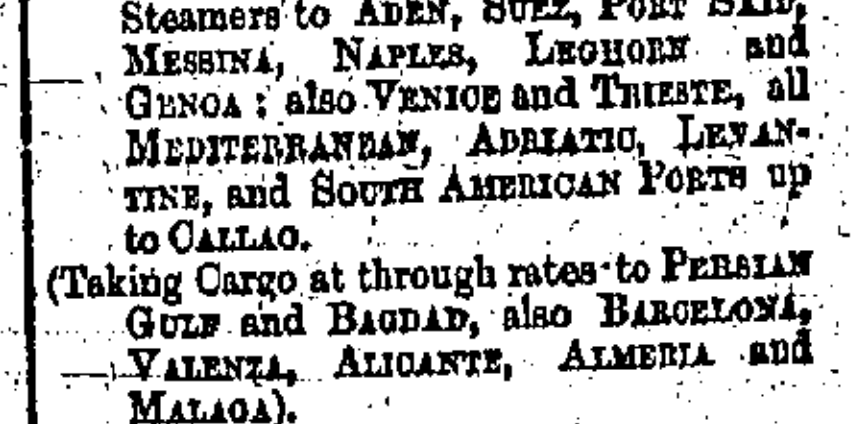 Steamers to ADEN, SUEZ, PORT SAID,
MESSINA, NAPLES, LEGHORN and
GENOA; also VENICE and TRIESTE, all
MEDITERRANEAN, ADRIATIC, LEVAN-
TINE, and SOUTH AMERICAN PORTS up
to CALLAO.
(Taking Cargo at through rates to PERSIAN
GULF and BAGDAD, also BARCELONA,
VALENZA, ALICANTE, ALMERIA and
MALAGA).